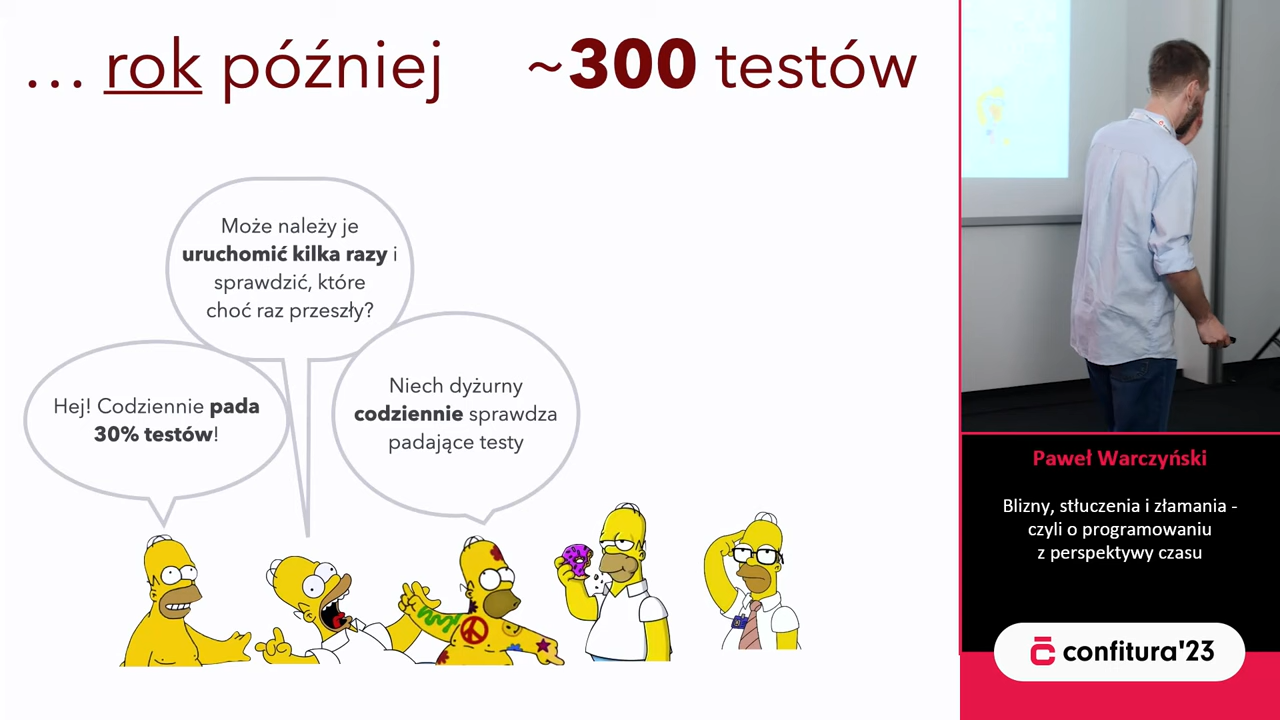 ... rok później ~300 testów
Może należy je
uruchomić kilka razy i
sprawdzić, które
choć raz przeszły?
Hej! Codziennie pada
30% testów!
Niech dyżurny
codziennie sprawdza
padające testy
Paweł Warczyński
Blizny, stłuczenia i złamania -
czyli o programowaniu
z perspektywy czasu
confitura'23